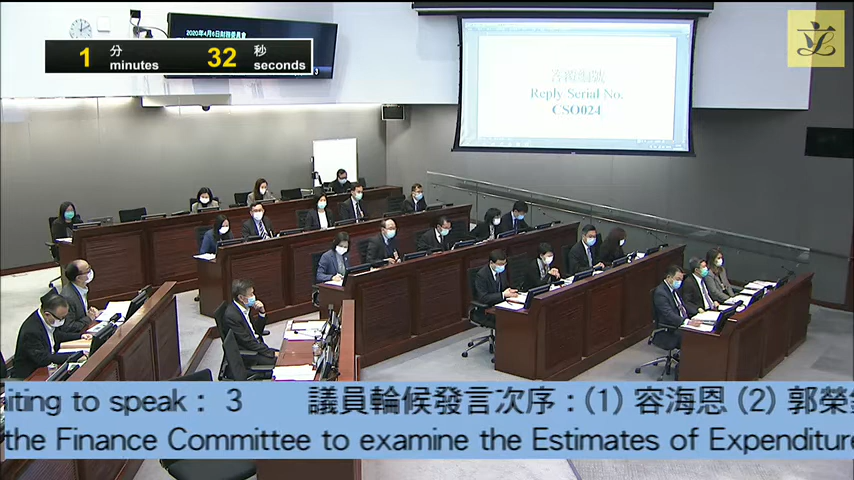 2020年4月6日財務委員會
1 分 minutes 32 秒 seconds
3
答覆編號
Reply Serial No.
CSO024
iting to speak : 3 議員輪候發言次序 : (1) 容海恩 (2) 郭榮
the Finance Committee to examine the Estimates of Expenditure